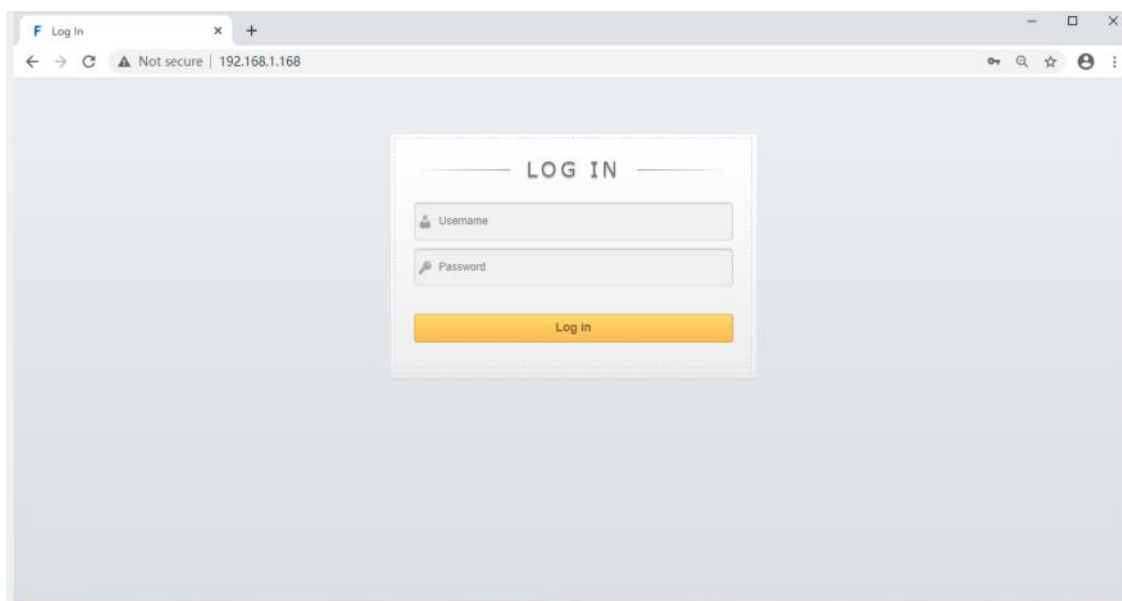 F Log In
Not secure | 192.168.1.168
LOG IN
Username
Password
Log in